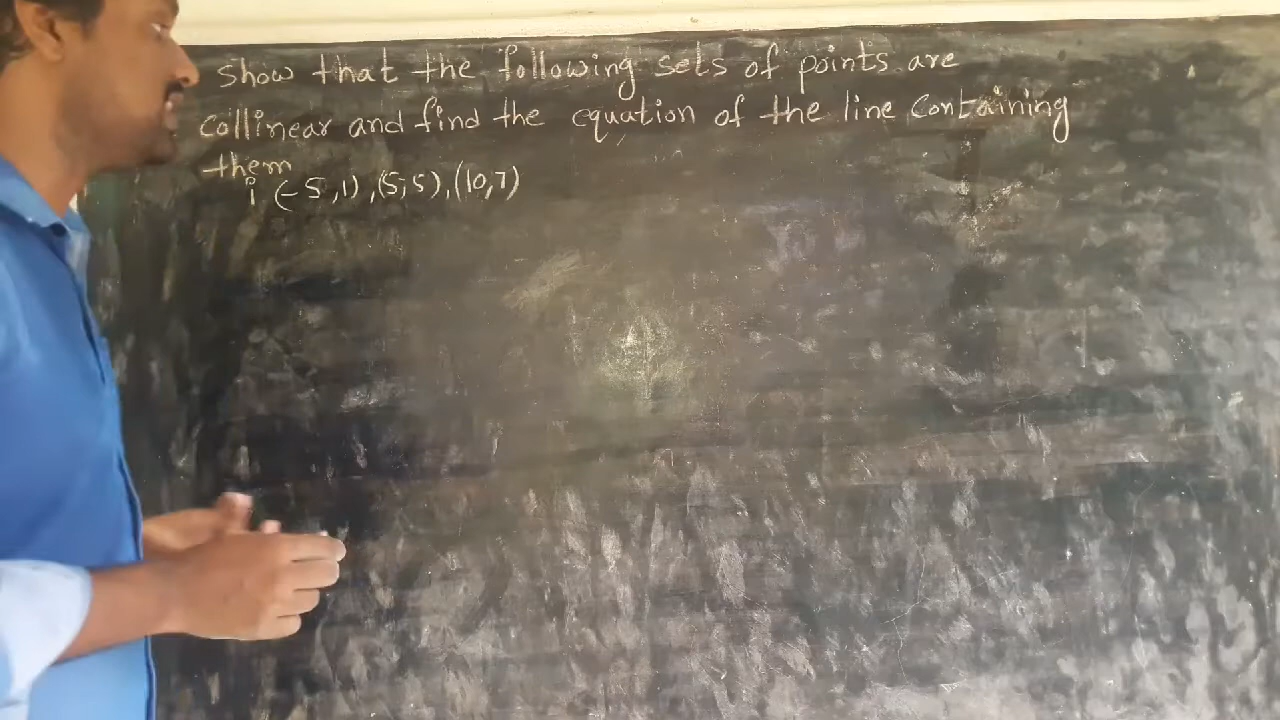 show that the following sets of points are
collinear and find the equation of the line containing
them
i (-5,1), (5,5), (10,7)